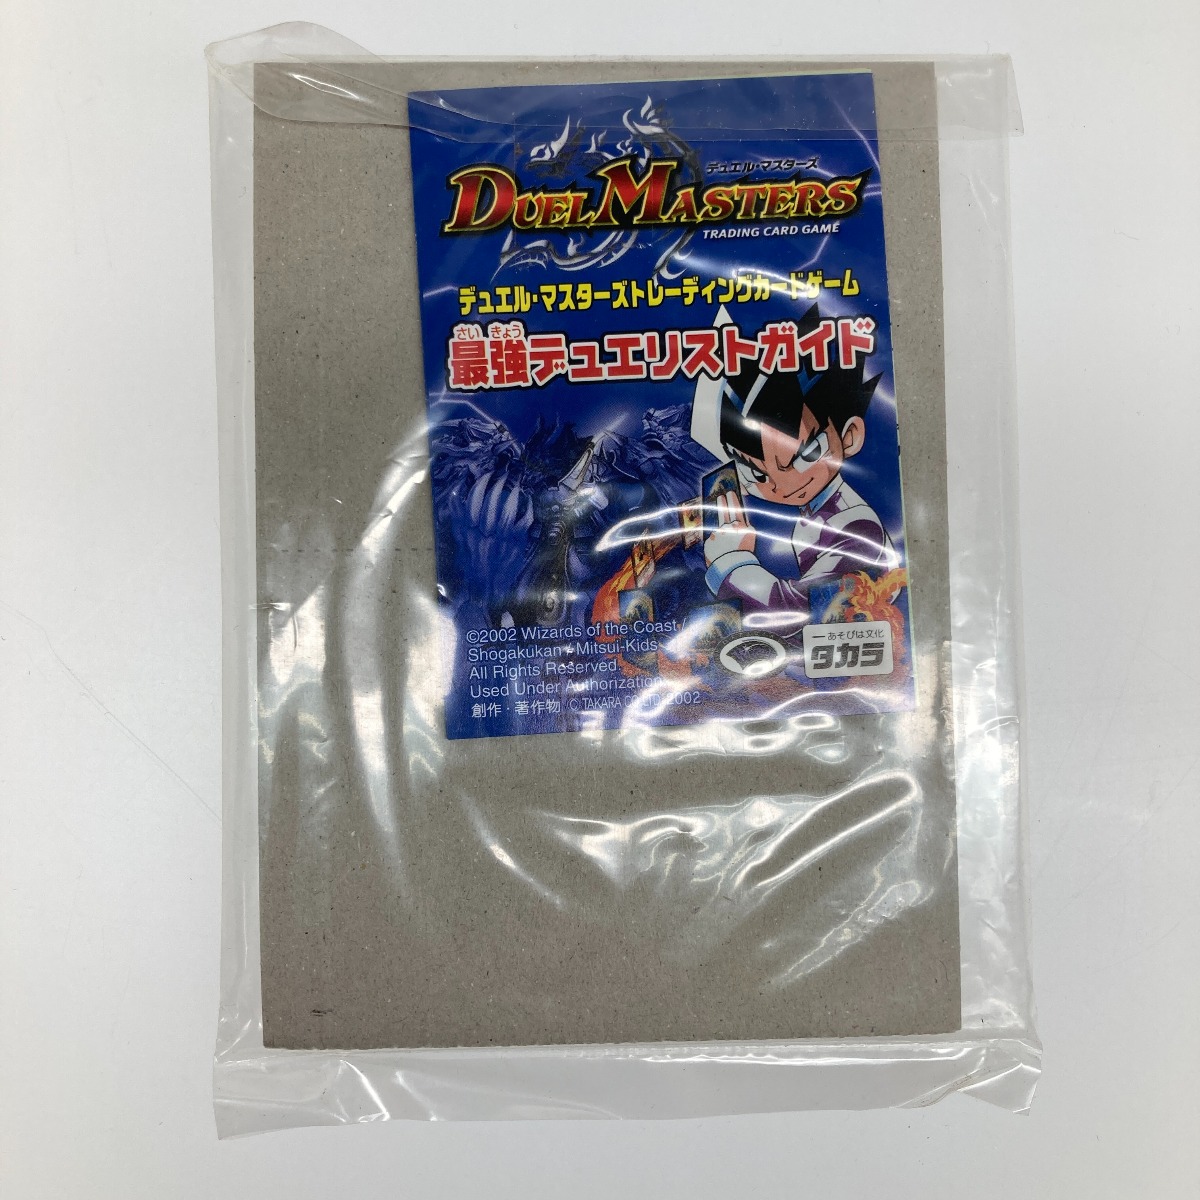 デュエル・マスターズ
DUEL MASTERS
TRADING CARD GAME
デュエル・マスターズトレーディングカードゲーム
さい きょう
最強デュエリストガイド
©2002 Wizards of the Coast /
Shogakukan / Mitsui-Kids
All Rights Reserved.
Used Under Authorization
創作・著作物 © TAKARA CO.,LTD. 2002
あそびは文化
タカラ